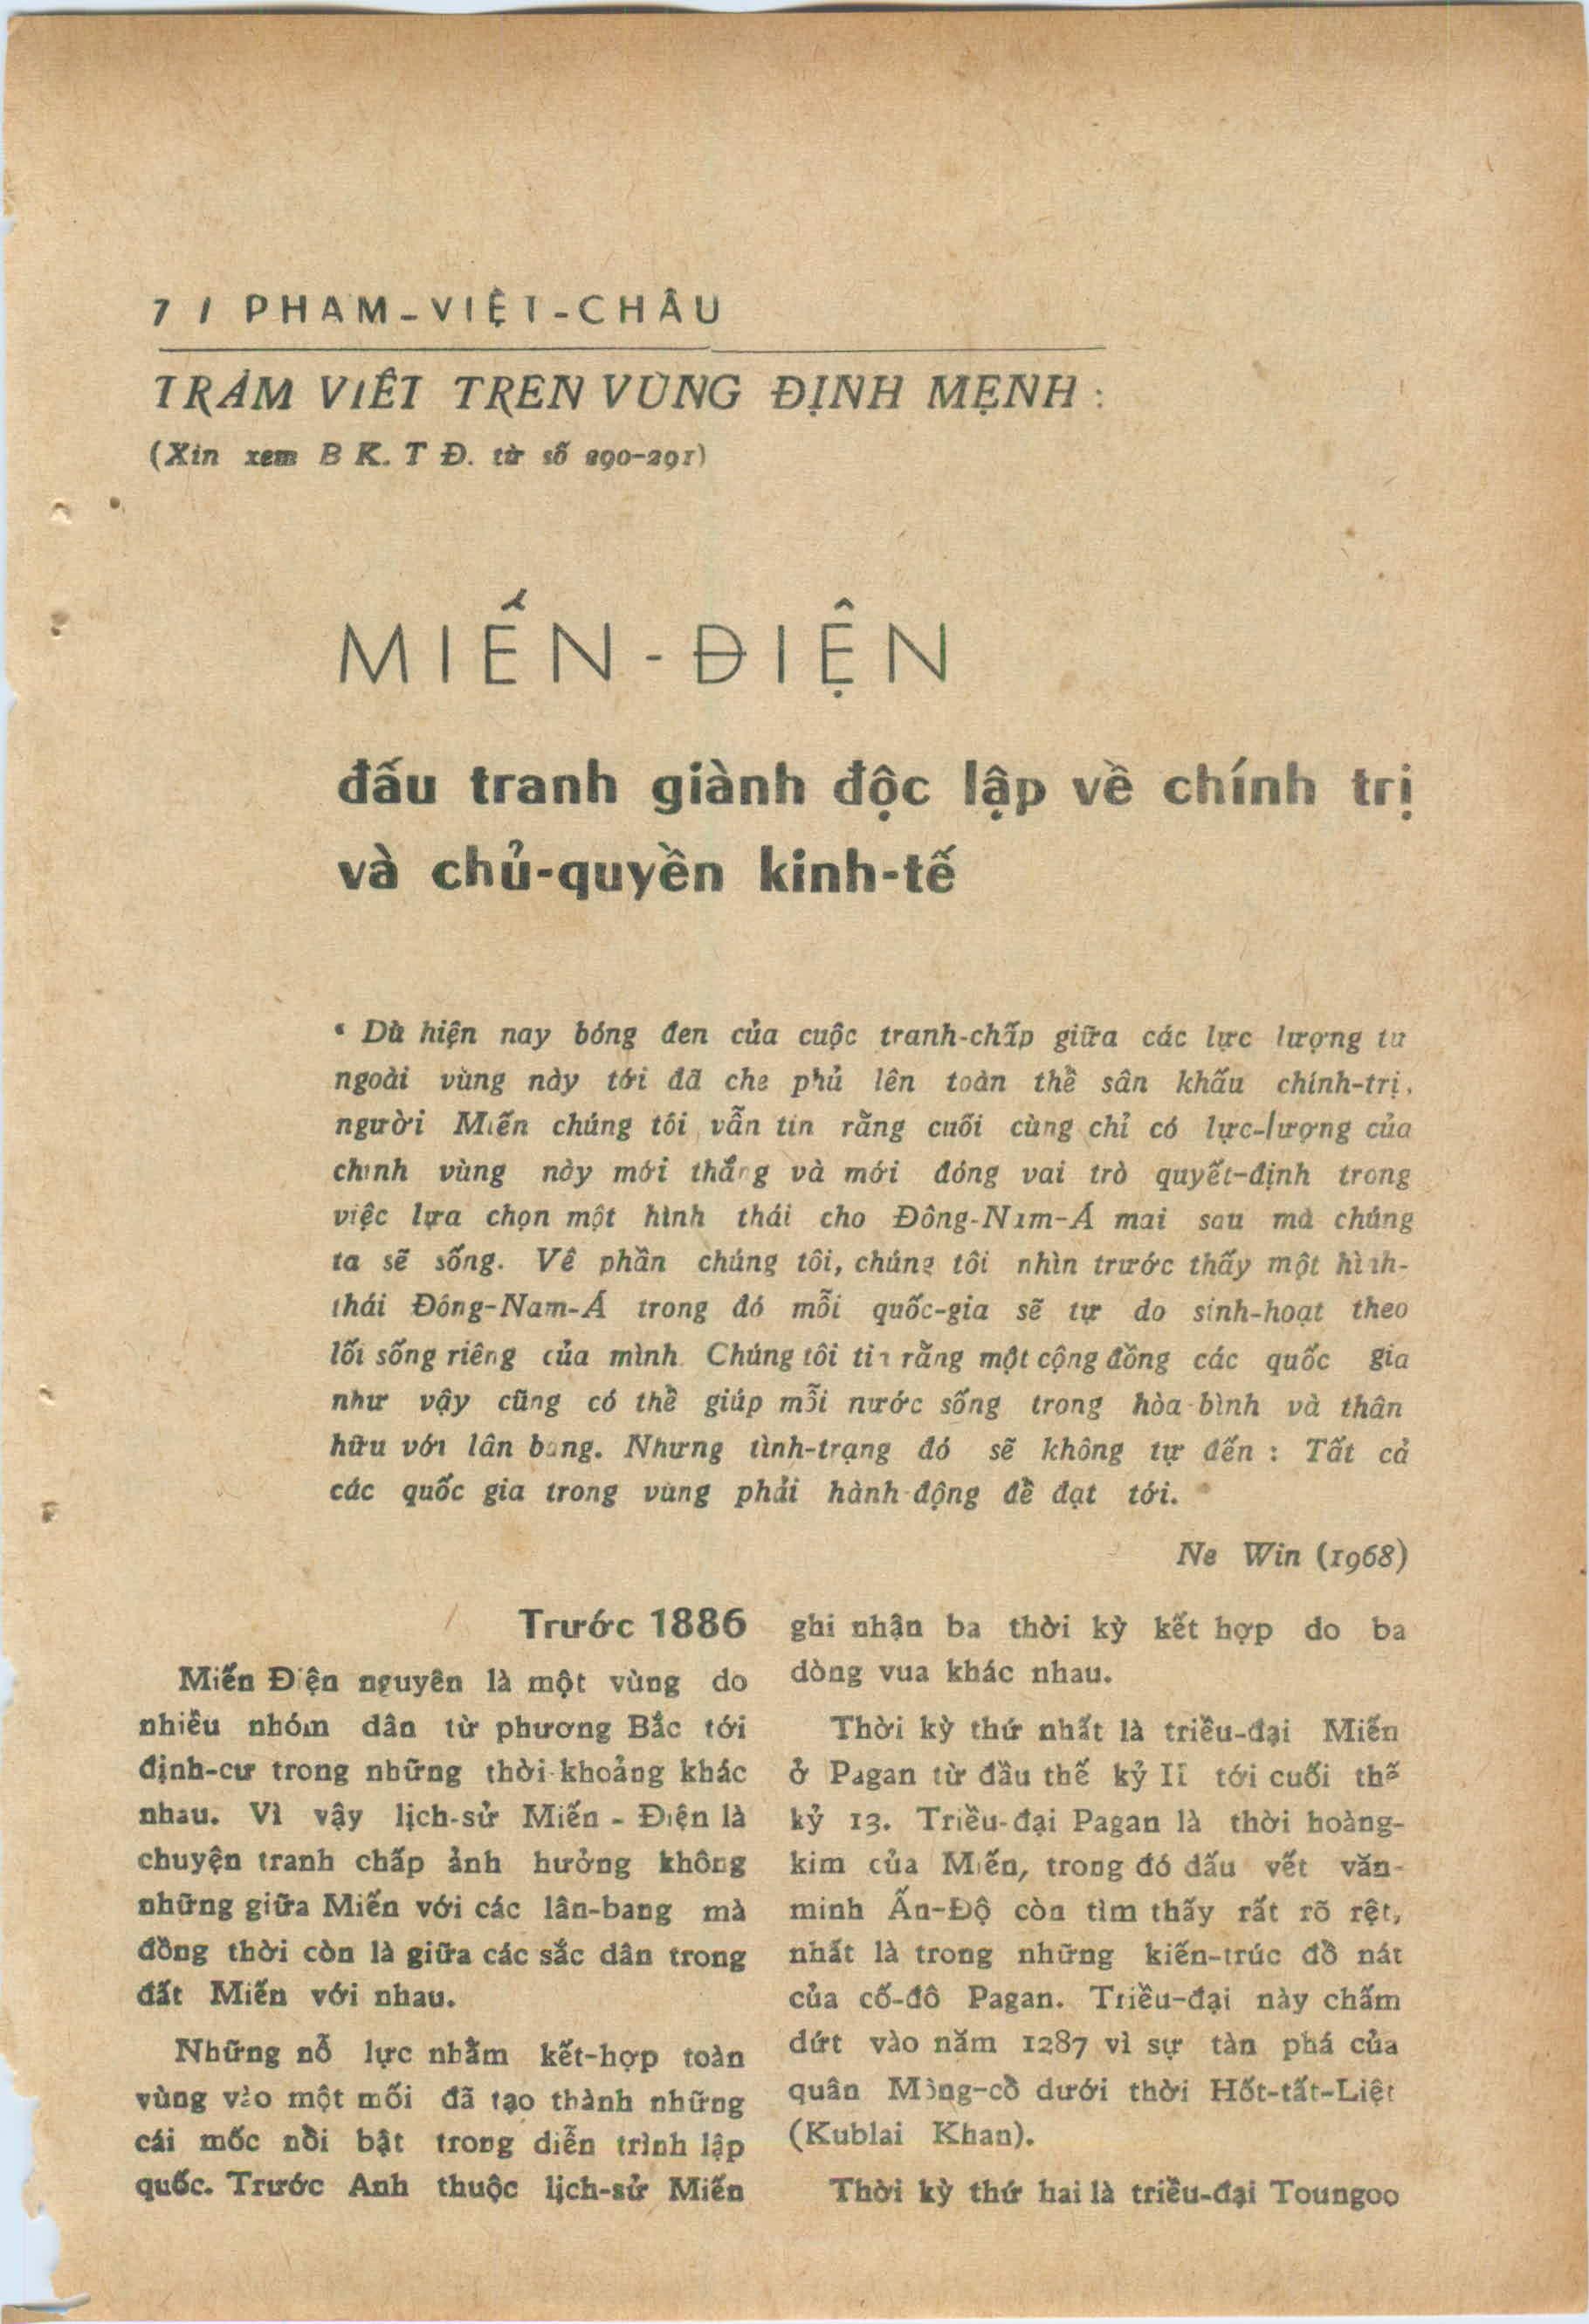 7 / PHẠM-VIỆT-CHÂU
TRĂM VIỆT TRÊN VÙNG ĐỊNH MỆNH :
(Xin xem B K. T Đ. từ số 290-291)
MIẾN-ĐIỆN
đấu tranh giành độc lập về chính trị
và chủ-quyền kinh-tế
“ Dù hiện nay bóng đen của cuộc tranh-chấp giữa các lực lượng từ
ngoài vùng này tới đã che phủ lên toàn thể sân khấu chính-trị,
người Miến chúng tôi vẫn tin rằng cuối cùng chỉ có lực-lượng của
chính vùng này mới thắng và mới đóng vai trò quyết-định trong
việc lựa chọn một hình thái cho Đông-Nam-Á mai sau mà chúng
ta sẽ sống. Về phần chúng tôi, chúng tôi nhìn trước thấy một hình-
thái Đông-Nam-Á trong đó mỗi quốc-gia sẽ tự do sinh-hoạt theo
lối sống riêng của mình. Chúng tôi tin rằng một cộng đồng các quốc gia
như vậy cũng có thể giúp mỗi nước sống trong hòa-bình và thân
hữu với lân bang. Nhưng tình-trạng đó sẽ không tự đến : Tất cả
các quốc gia trong vùng phải hành-động để đạt tới. ”
Ne Win (1968)
Trước 1886
Miến Điện nguyên là một vùng do
nhiều nhóm dân từ phương Bắc tới
định-cư trong những thời-khoảng khác
nhau. Vì vậy lịch-sử Miến - Điện là
chuyện tranh chấp ảnh hưởng không
những giữa Miến với các lân-bang mà
đồng thời còn là giữa các sắc dân trong
đất Miến với nhau.
Những nỗ lực nhằm kết-hợp toàn
vùng vào một mối đã tạo thành những
cái mốc nổi bật trong diễn trình lập
quốc. Trước Anh thuộc lịch-sử Miến
ghi nhận ba thời kỳ kết hợp do ba
dòng vua khác nhau.
Thời kỳ thứ nhất là triều-đại Miến
ở Pagan từ đầu thế kỷ II tới cuối thế
kỷ 13. Triều-đại Pagan là thời hoàng-
kim của Miến, trong đó dấu vết văn-
minh Ấn-Độ còn tìm thấy rất rõ rệt,
nhất là trong những kiến-trúc đổ nát
của cố-đô Pagan. Triều-đại này chấm
dứt vào năm 1287 vì sự tàn phá của
quân Mông-cổ dưới thời Hốt-tất-Liệt
(Kublai Khan).
Thời kỳ thứ hai là triều-đại Toungoo